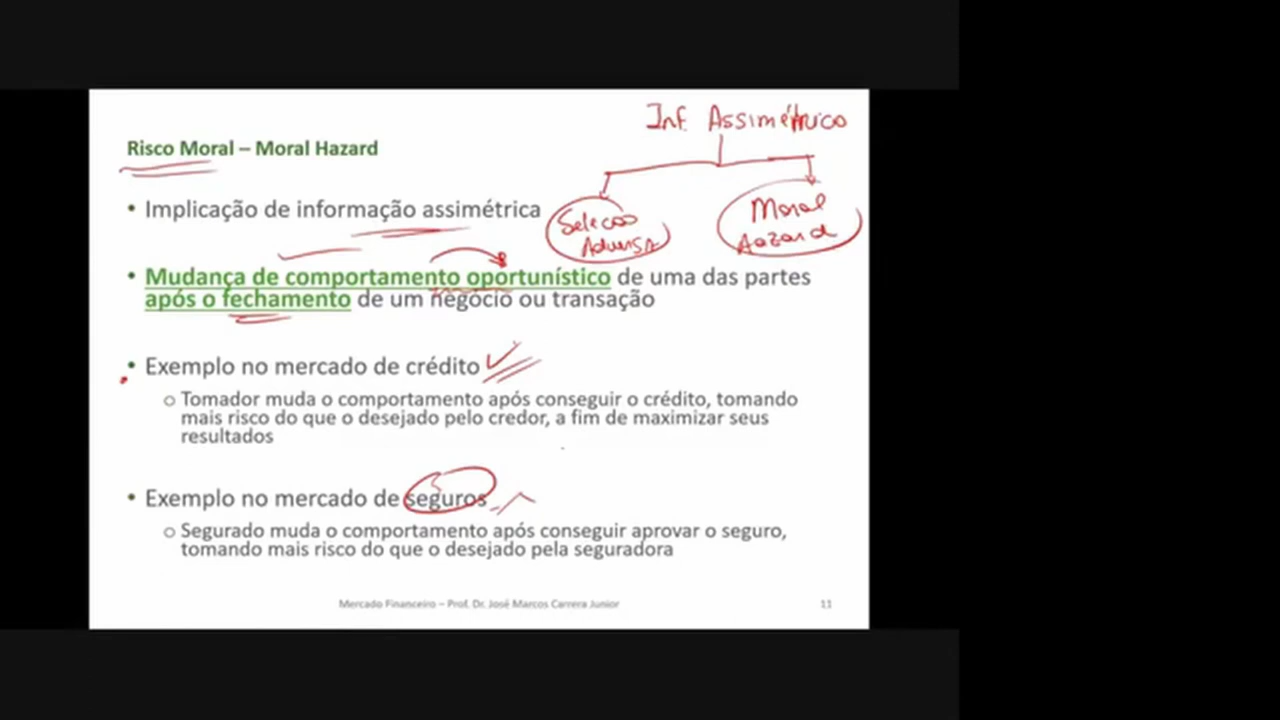 Inf. Assimétrica
Risco Moral – Moral Hazard
• Implicação de informação assimétrica
Seleção
Adversa
Moral
Hazard
• Mudança de comportamento oportunístico de uma das partes
após o fechamento de um negócio ou transação
• Exemplo no mercado de crédito
o Tomador muda o comportamento após conseguir o crédito, tomando
mais risco do que o desejado pelo credor, a fim de maximizar seus
resultados
• Exemplo no mercado de seguros
o Segurado muda o comportamento após conseguir aprovar o seguro,
tomando mais risco do que o desejado pela seguradora
Mercado Financeiro – Prof. Dr. José Marcos Carrera Junior
11